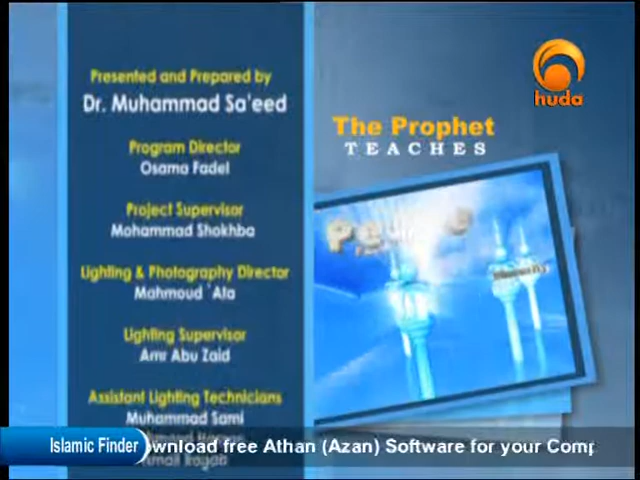 Presented and Prepared by
Dr. Muhammad Sa'eed
Program Director
Osama Fadel
Project Supervisor
Mohammad Shokhba
Lighting & Photography Director
Mahmoud `Ata
Lighting Supervisor
Amr Abu Zaid
Assistant Lighting Technicians
Muhammad Sami
huda
The Prophet
TEACHES
Islamic Finder
ownload free Athan (Azan) Software for your Comp